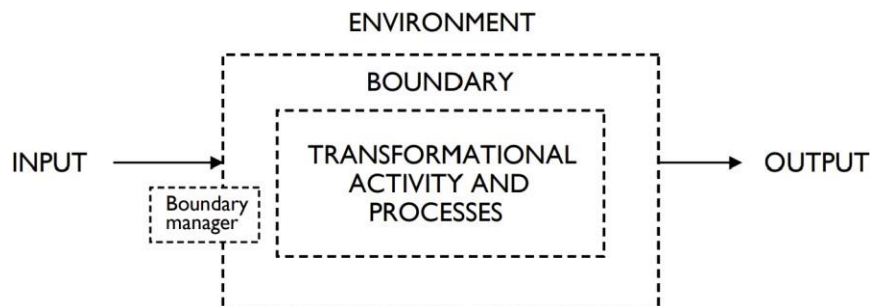 ENVIRONMENT
BOUNDARY
INPUT
TRANSFORMATIONAL
ACTIVITY AND
PROCESSES
OUTPUT
Boundary
manager